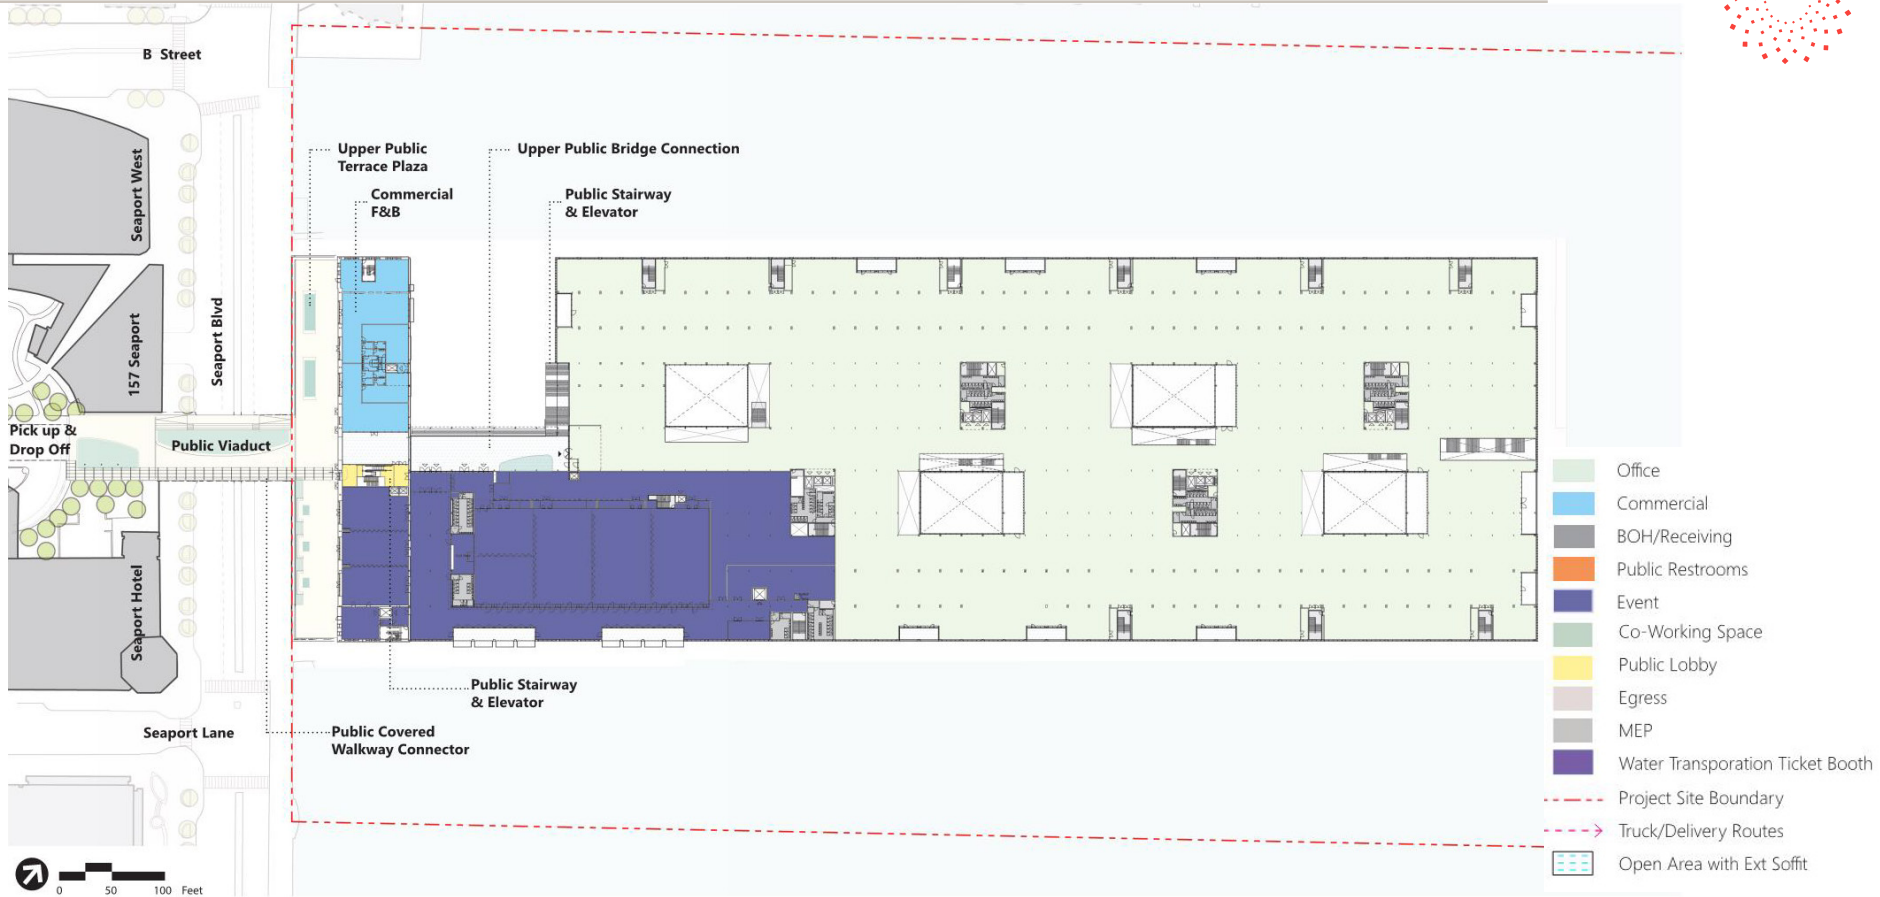 B Street
Seaport West
Upper Public
Terrace Plaza
Upper Public Bridge Connection
Commercial
F&B
Public Stairway
& Elevator
157 Seaport
Seaport Blvd
Pick up &
Drop Off
Public Viaduct
Seaport Hotel
Public Stairway
& Elevator
Seaport Lane
Public Covered
Walkway Connector
0 50 100 Feet
Office
Commercial
BOH/Receiving
Public Restrooms
Event
Co-Working Space
Public Lobby
Egress
MEP
Water Transporation Ticket Booth
Project Site Boundary
Truck/Delivery Routes
Open Area with Ext Soffit